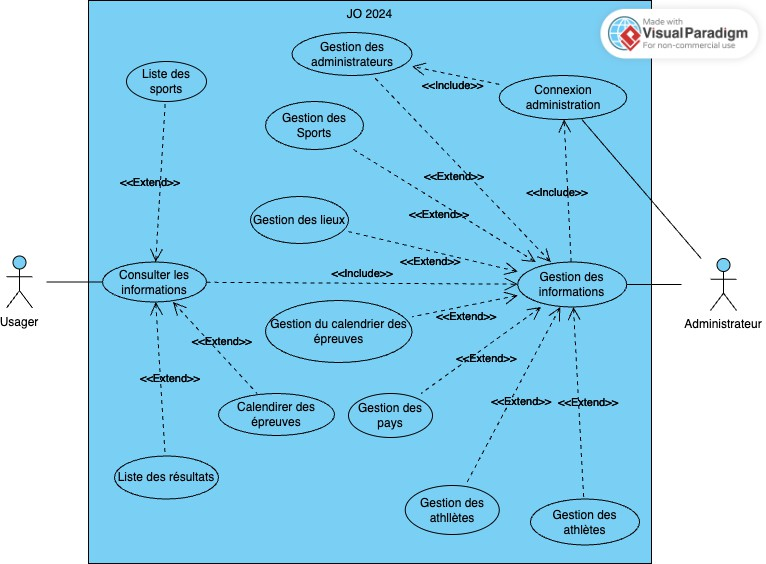 JO 2024
Made with
VisualParadigm
For non-commercial use
Gestion des
administrateurs
Liste des
sports
<<Include>>
Connexion
administration
Gestion des
Sports
<<Extend>>
<<Extend>>
<<Include>>
<<Extend>>
Gestion des lieux
<<Extend>>
Consulter les
informations
<<Include>>
Gestion des
informations
Usager
Administrateur
Gestion du calendrier des
épreuves
<<Extend>>
<<Extend>>
<<Extend>>
<<Extend>>
Calendirer des
épreuves
Gestion des
pays
<<Extend>>
<<Extend>>
Liste des résultats
Gestion des
athllètes
Gestion des
athlètes